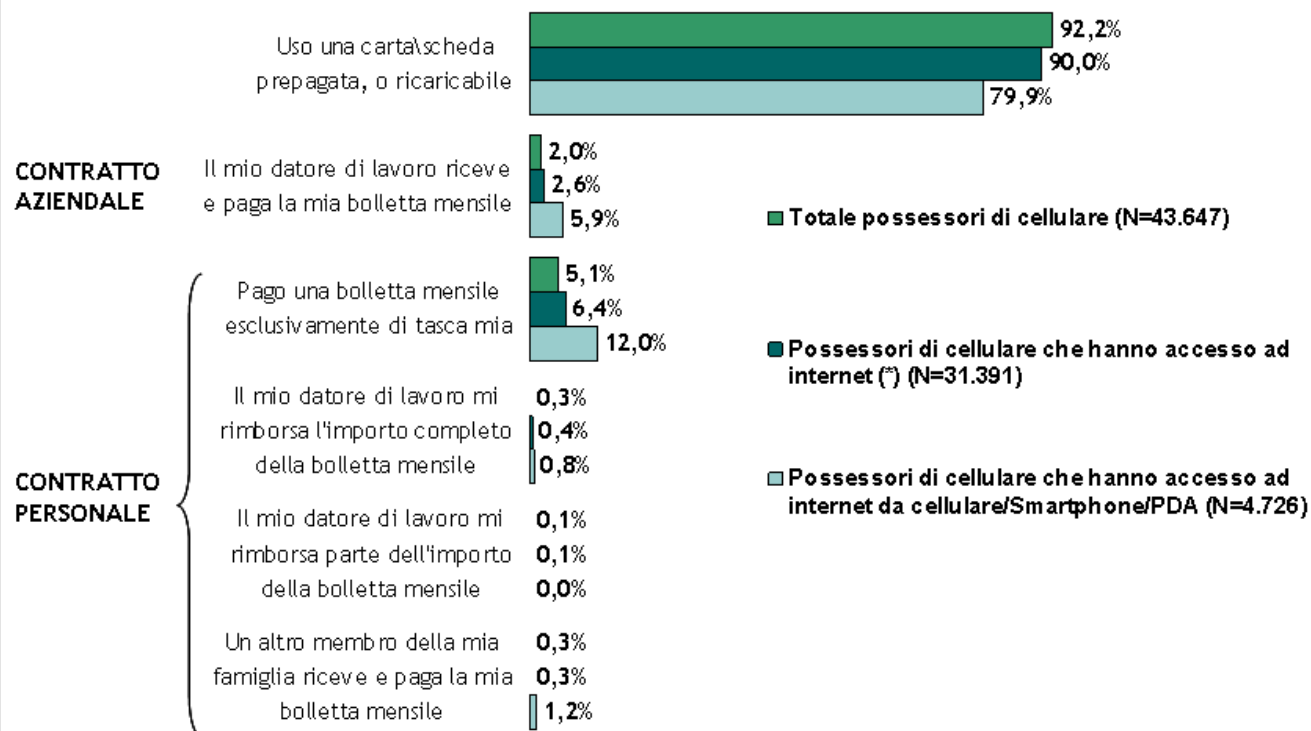 Uso una carta\scheda
prepagata, o ricaricabile
92,2%
90,0%
79,9%
CONTRATTO
AZIENDALE
Il mio datore di lavoro riceve
e paga la mia bolletta mensile
2,0%
2,6%
5,9%
Totale possessori di cellulare (N=43.647)
Pago una bolletta mensile
esclusivamente di tasca mia
5,1%
6,4%
12,0%
Possessori di cellulare che hanno accesso ad
internet (*) (N=31.391)
CONTRATTO
PERSONALE
Il mio datore di lavoro mi
rimborsa l'importo completo
della bolletta mensile
0,3%
0,4%
0,8%
Possessori di cellulare che hanno accesso ad
internet da cellulare/Smartphone/PDA (N=4.726)
Il mio datore di lavoro mi
rimborsa parte dell'importo
della bolletta mensile
0,1%
0,1%
0,0%
Un altro membro della mia
famiglia riceve e paga la mia
bolletta mensile
0,3%
0,3%
1,2%